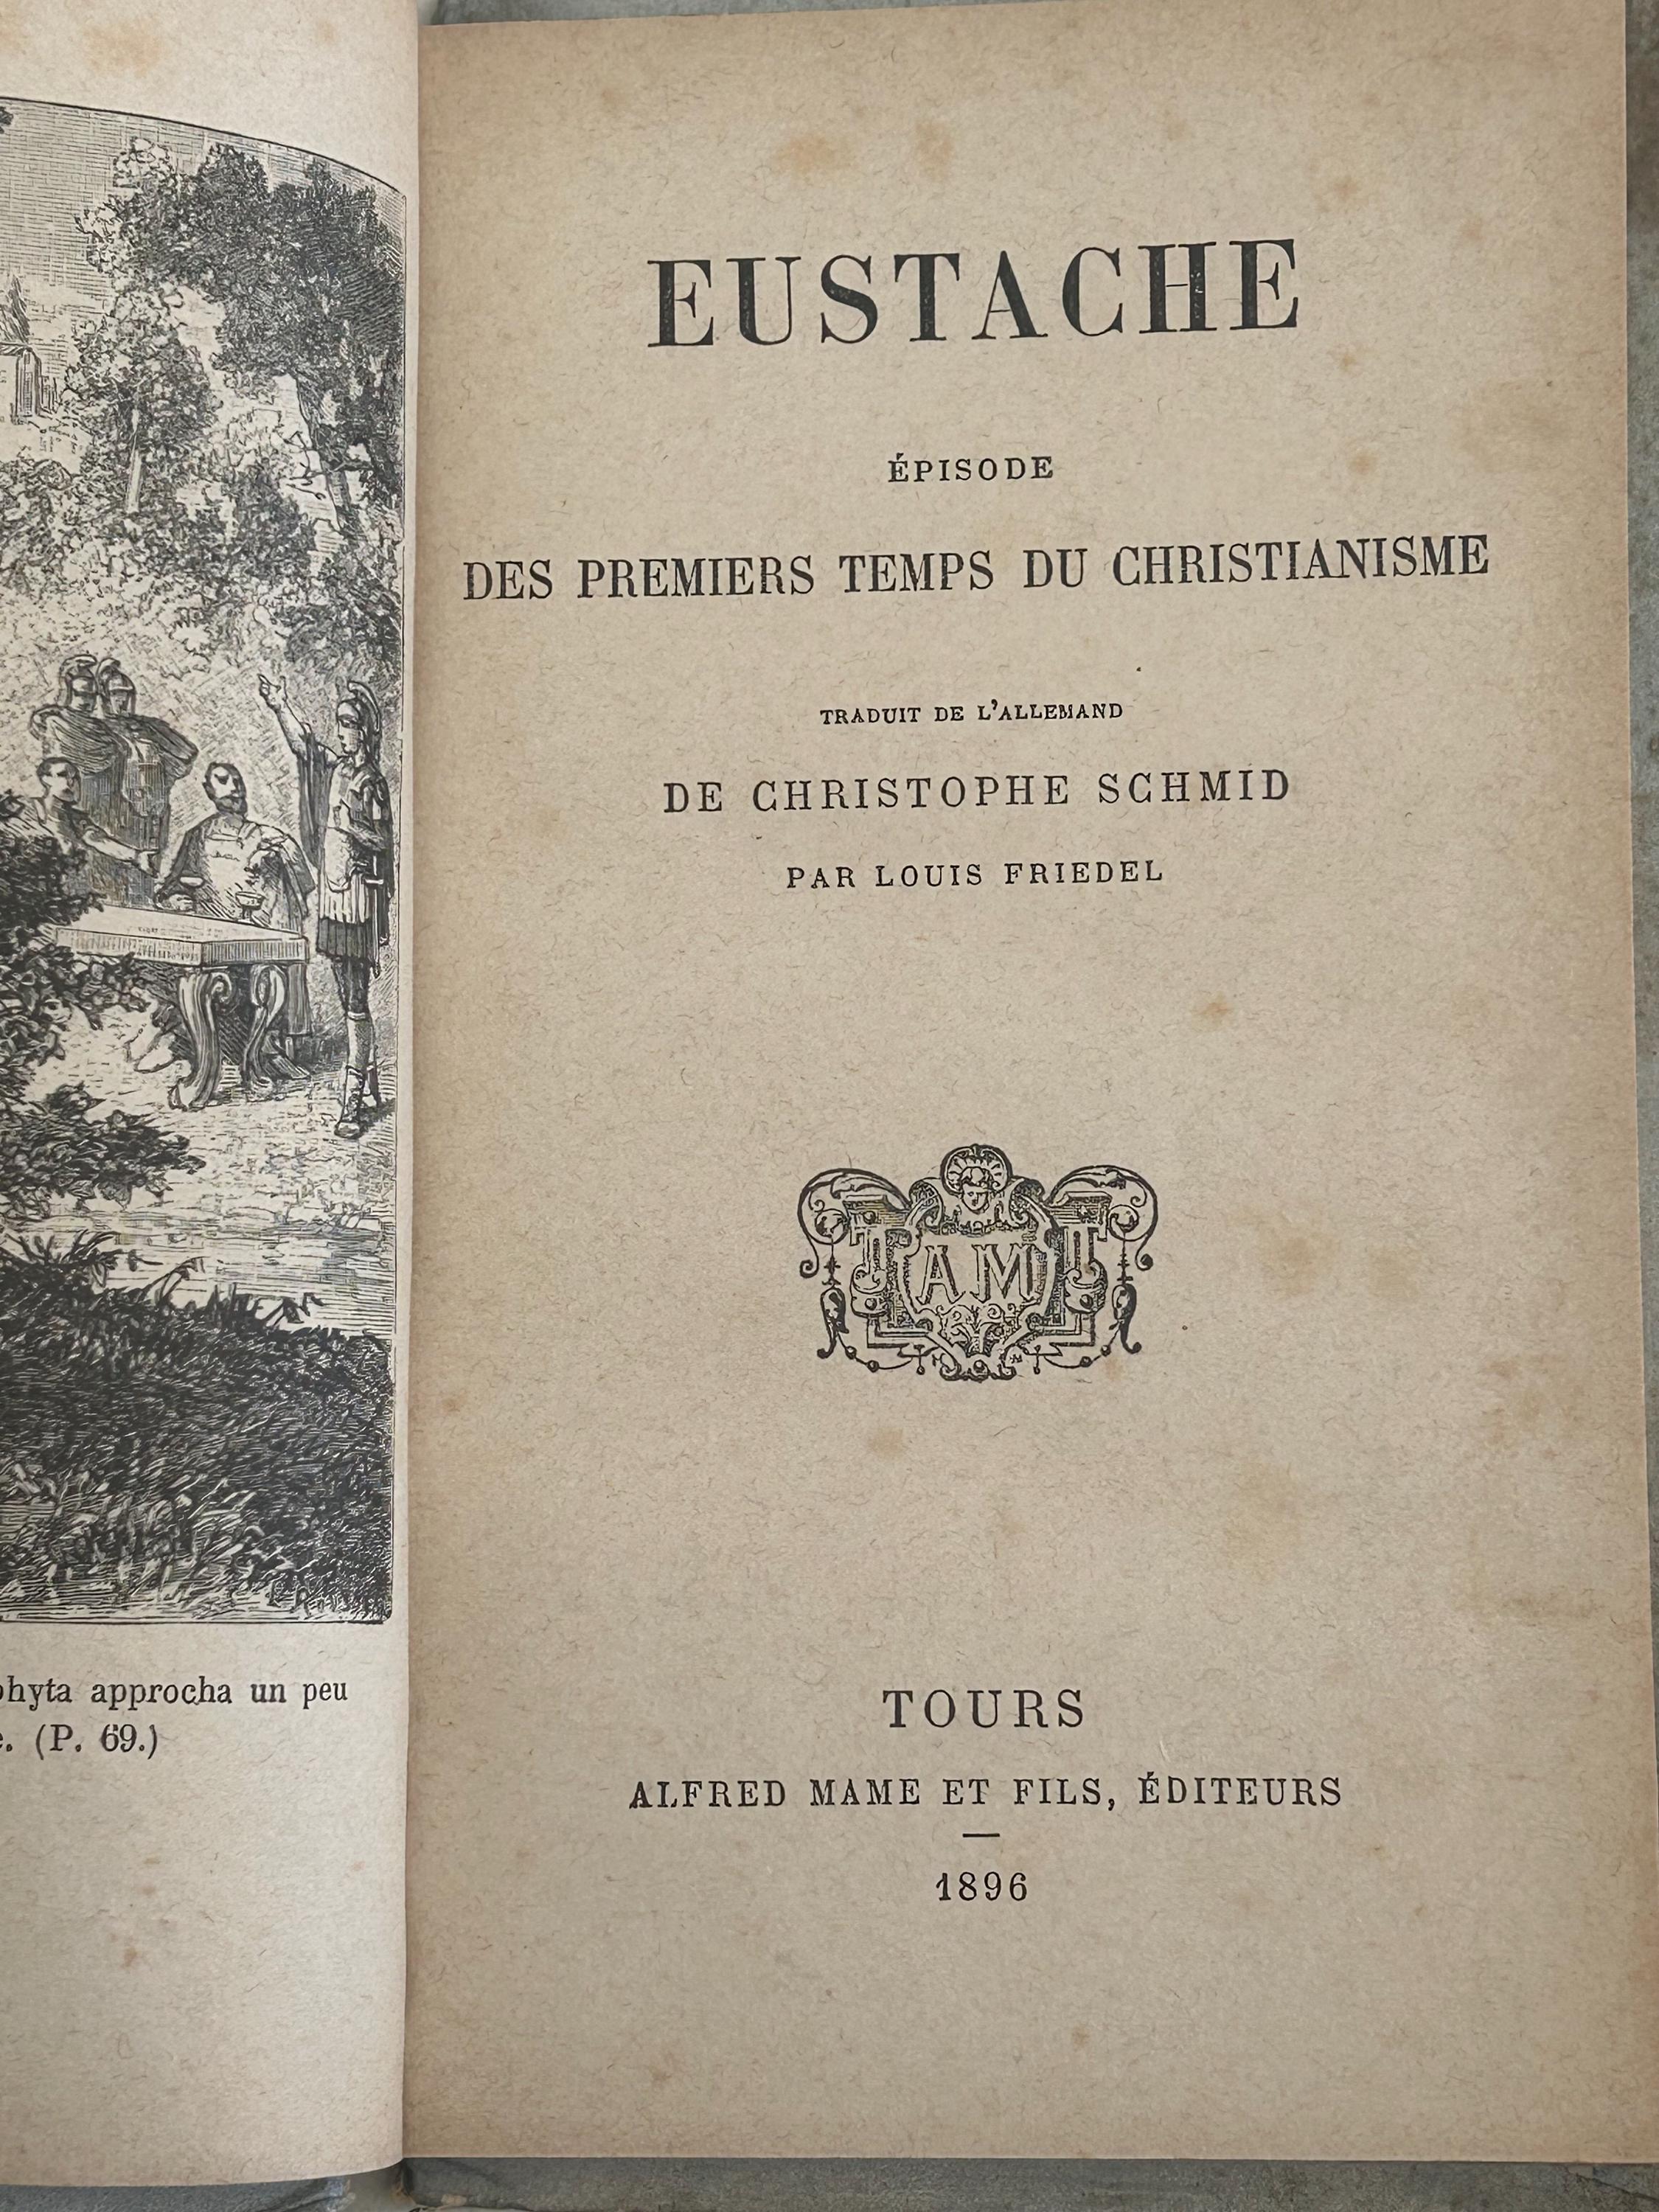 approcha un peu
(P. 69.)
EUSTACHE
ÉPISODE
DES PREMIERS TEMPS DU CHRISTIANISME
TRADUIT DE L'ALLEMAND
DE CHRISTOPHE SCHMID
PAR LOUIS FRIEDEL
AM
TOURS
ALFRED MAME ET FILS, ÉDITEURS
1896